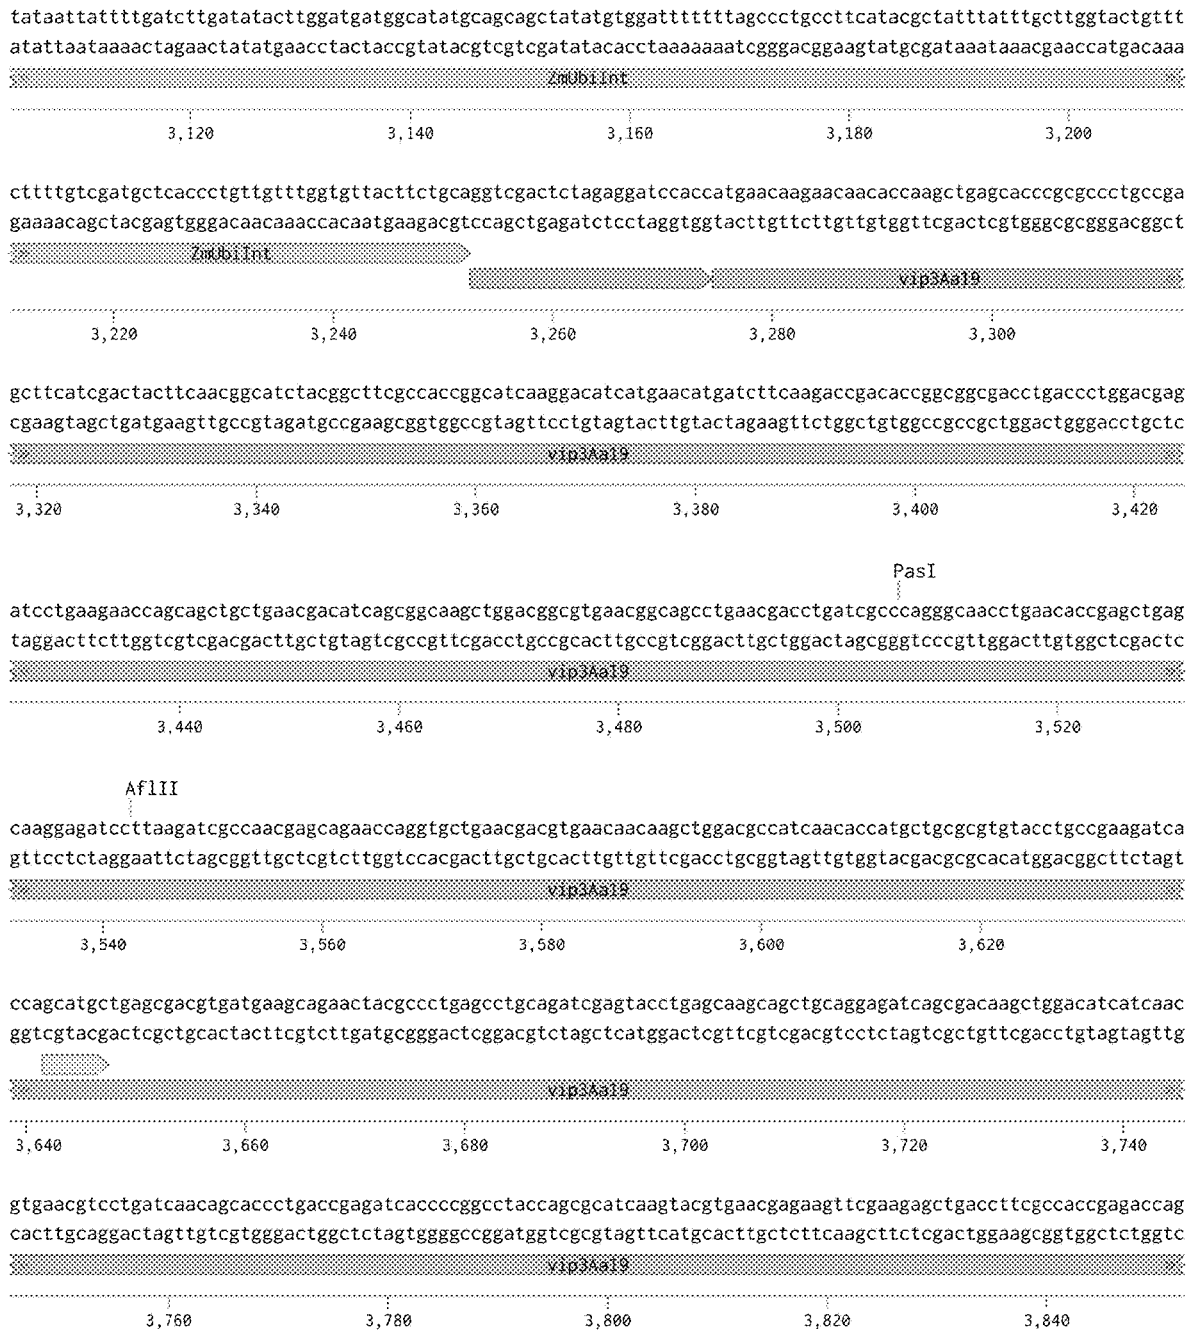 tataattattttgatcttgatatacttggatgatggcatatgcagcagctatatgtggatttttttagccctgccttcatacgctatttatttgcttggtactgttt
atattaataaaactagaactatatgaacctactaccgtatacgtcgtcgatatacacctaaaaaaatcgggacggaagtatgcgataaataaacgaaccatgacaaa
ZmUbiInt
3,120 3,140 3,160 3,180 3,200
cttttgtcgatgctcaccctgttgtttggtgttacttctgcaggtcgactctagaggatccaccatgaacaagaacaacaccaagctgagcacccgcgccctgccga
gaaaacagctacgagtgggacaacaaaccacaatgaagacgtccagctgagatctcctaggtggtacttgttcttgttgtggttcgactcgtgggcgcgggacggct
ZmUbiInt
vip3Aa19
3,220 3,240 3,260 3,280 3,300
gcttcatcgactacttcaacggcatctacggcttcgccaccggcatcaaggacatcatgaacatgatcttcaagaccgacaccggcggcgacctgaccctggacgag
cgaagtagctgatgaagttgccgtagatgccgaagcggtggccgtagttcctgtagtacttgtactagaagttctggctgtggccgccgctggactgggacctgctc
vip3Aa19
3,320 3,340 3,360 3,380 3,400 3,420
PasI
atcctgaagaaccagcagctgctgaacgacatcagcggcaagctggacggcgtgaacggcagcctgaacgacctgatcgcccagggcaacctgaacaccgagctgag
taggacttcttggtcgtcgacgacttgctgtagtcgccgttcgacctgccgcacttgccgtcggacttgctggactagcgggtcccgttggacttgtggctcgactc
vip3Aa19
3,440 3,460 3,480 3,500 3,520
AflII
caaggagatccttaagatcgccaacgagcagaaccaggtgctgaacgacgtgaacaacaagctggacgccatcaacaccatgctgcgcgtgtacctgccgaagatca
gttcctctaggaattctagcggttgctcgtcttggtccacgacttgctgcacttgttgttcgacctgcggtagttgtggtacgacgcgcacatggacggcttctagt
vip3Aa19
3,540 3,560 3,580 3,600 3,620
ccagcatgctgagcgacgtgatgaagcagaactacgccctgagcctgcagatcgagtacctgagcaagcagctgcaggagatcagcgacaagctggacatcatcaac
ggtcgtacgactcgctgcactacttcgtcttgatgcgggactcggacgtctagctcatggactcgttcgtcgacgtcctctagtcgctgttcgacctgtagtagttg
vip3Aa19
3,640 3,660 3,680 3,700 3,720 3,740
gtgaacgtcctgatcaacagcaccctgaccgagatcaccccggcctaccagcgcatcaagtacgtgaacgagaagttcgaagagctgaccttcgccaccgagaccag
cacttgcaggactagttgtcgtgggactggctctagtggggccggatggtcgcgtagttcatgcacttgctcttcaagcttctcgactggaagcggtggctctggtc
vip3Aa19
3,760 3,780 3,800 3,820 3,840